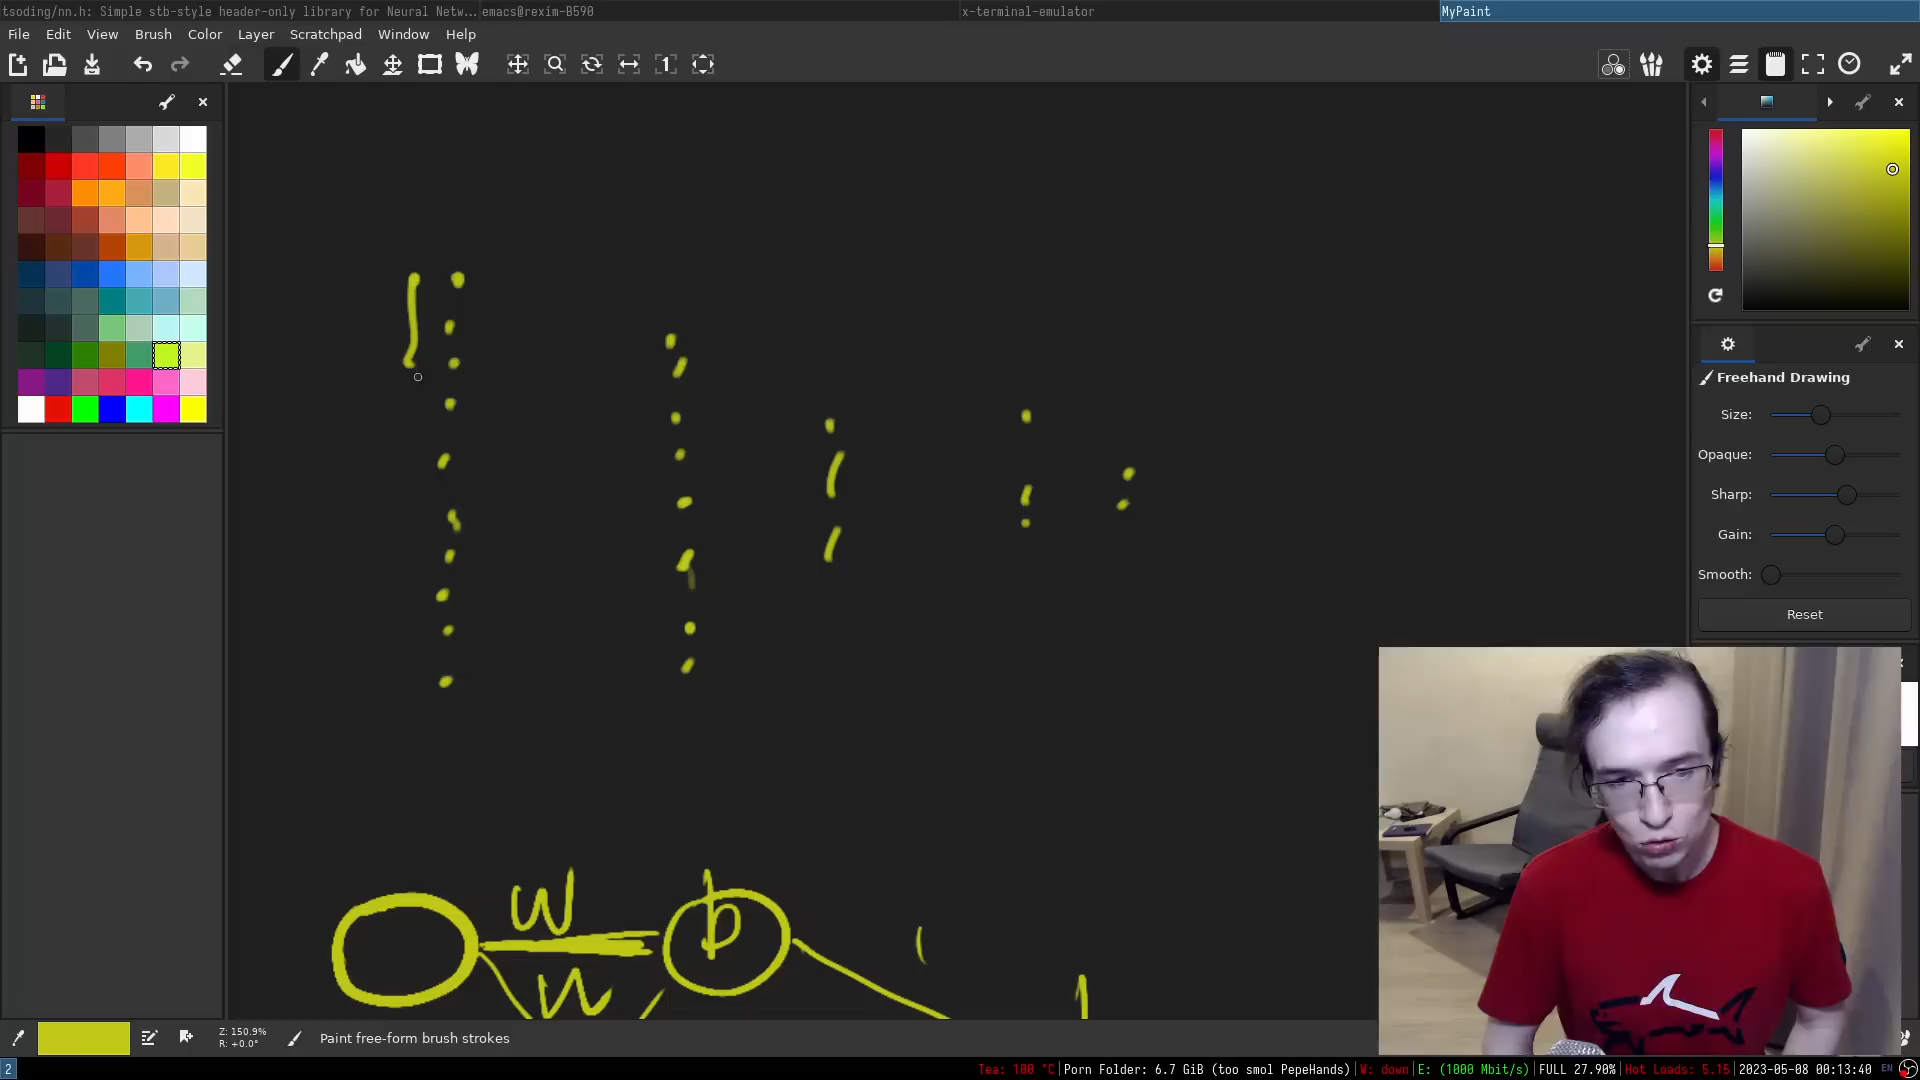 tsoding/nn.h: Simple stb-style header-only library for Neural Netw... emacs@rexim-B590 x-terminal-emulator MyPaint
File Edit View Brush Color Layer Scratchpad Window Help
Freehand Drawing
Size:
Opaque:
Sharp:
Gain:
Smooth:
Reset
w
b
Z: 150.9%
R: +0.0°
Paint free-form brush strokes
2 Tea: 100 °C|Porn Folder: 6.7 GiB (too smol PepeHands)|W: down|E: (1000 Mbit/s)|FULL 27.90%|Hot Loads: 5.15|2023-05-08 00:13:40 EN